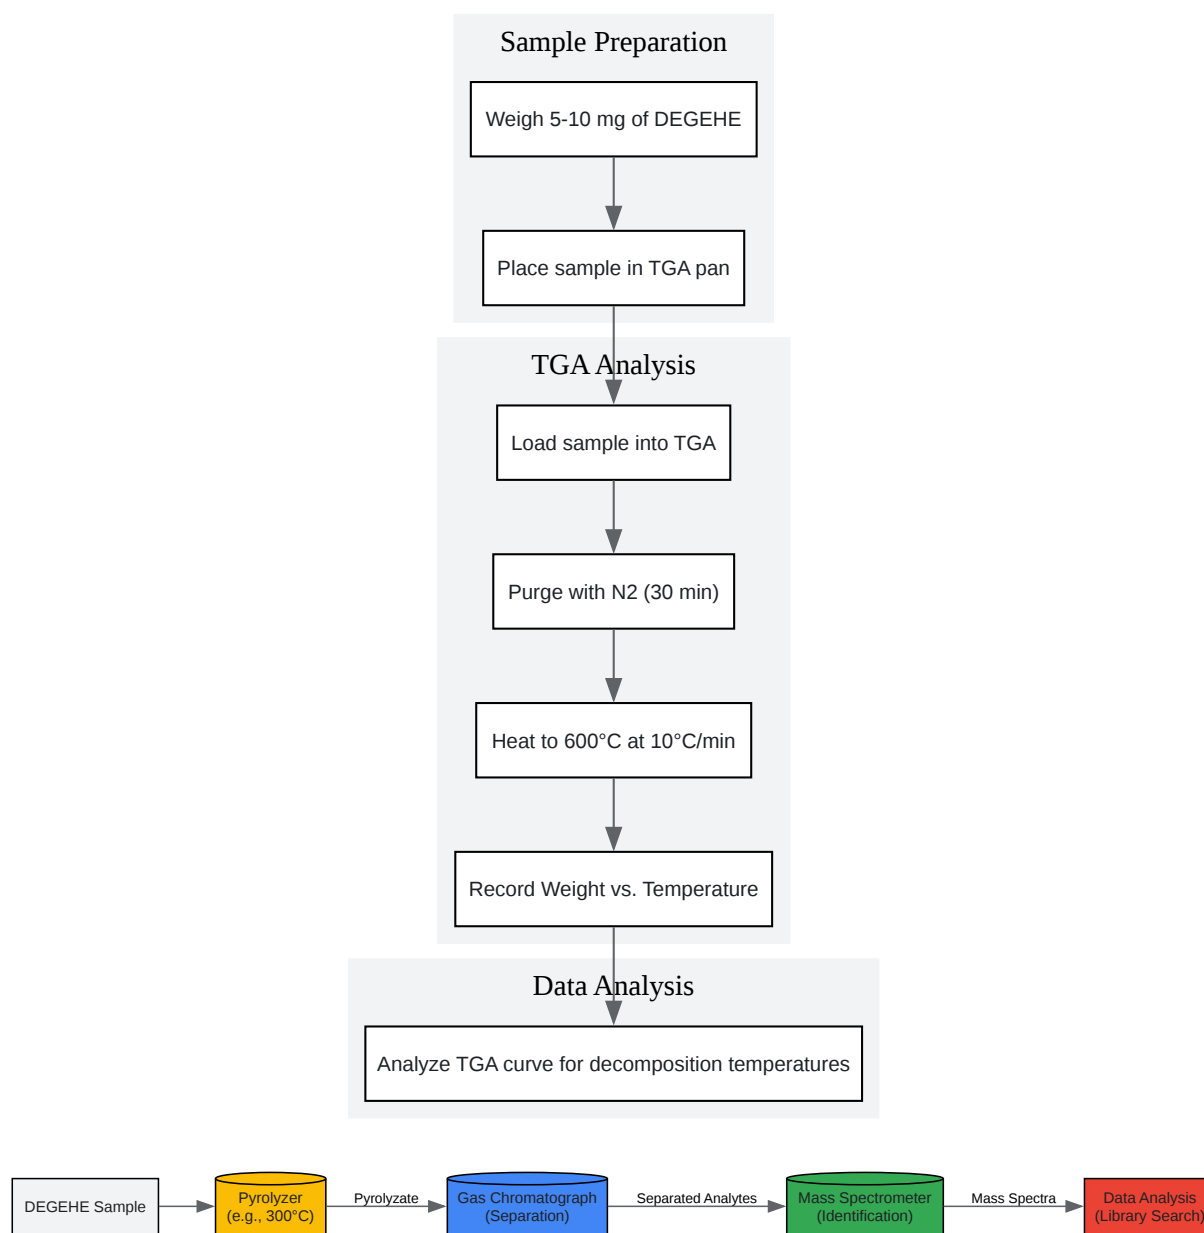 Sample Preparation
Weigh 5-10 mg of DEGEHE
Place sample in TGA pan
TGA Analysis
Load sample into TGA
Purge with N2 (30 min)
Heat to 600°C at 10°C/min
Record Weight vs. Temperature
Data Analysis
Analyze TGA curve for decomposition temperatures
DEGEHE Sample
Pyrolyzer
(e.g., 300°C)
Pyrolyzate
Gas Chromatograph
(Separation)
Separated Analytes
Mass Spectrometer
(Identification)
Mass Spectra
Data Analysis
(Library Search)